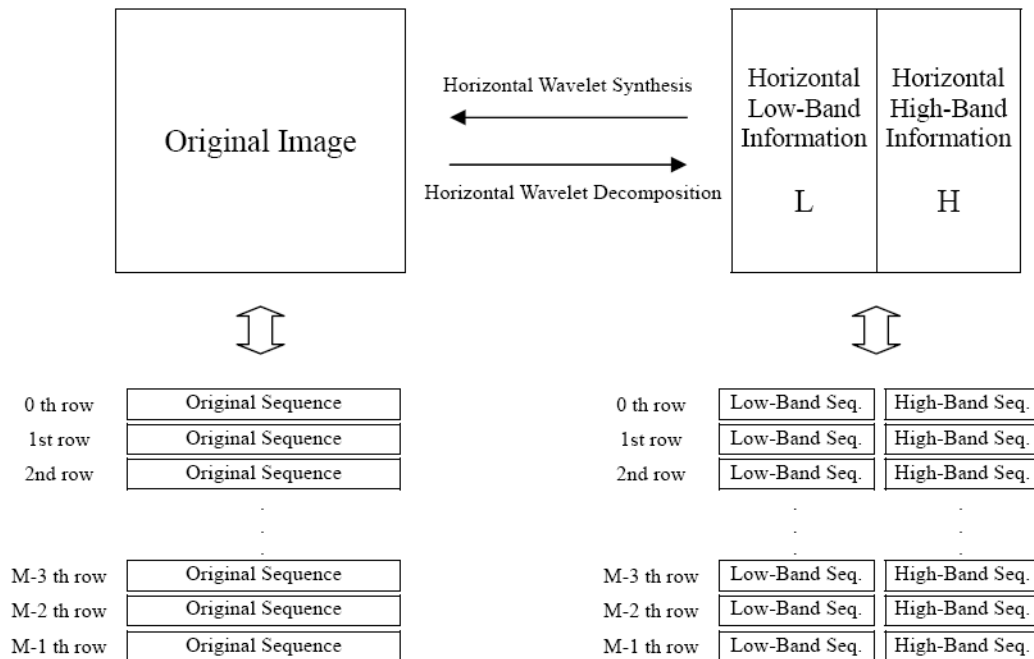 Original Image
Horizontal Wavelet Synthesis
Horizontal Wavelet Decomposition
Horizontal
Low-Band
Information
L
Horizontal
High-Band
Information
H
0 th row
Original Sequence
1st row
Original Sequence
2nd row
Original Sequence
.
.
.
M-3 th row
Original Sequence
M-2 th row
Original Sequence
M-1 th row
Original Sequence
0 th row
Low-Band Seq.
High-Band Seq.
1st row
Low-Band Seq.
High-Band Seq.
2nd row
Low-Band Seq.
High-Band Seq.
. .
. .
. .
M-3 th row
Low-Band Seq.
High-Band Seq.
M-2 th row
Low-Band Seq.
High-Band Seq.
M-1 th row
Low-Band Seq.
High-Band Seq.